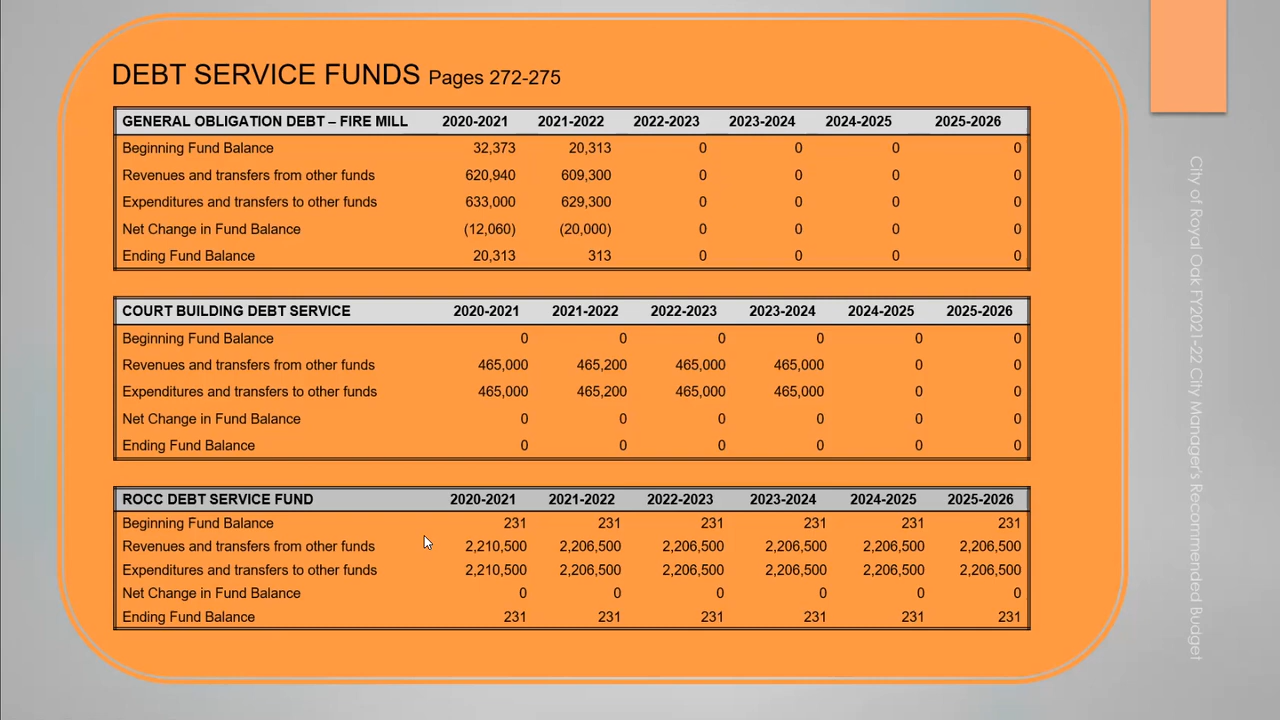 DEBT SERVICE FUNDS Pages 272-275
GENERAL OBLIGATION DEBT – FIRE MILL 2020-2021 2021-2022 2022-2023 2023-2024 2024-2025 2025-2026
Beginning Fund Balance 32,373 20,313 0 0 0 0
Revenues and transfers from other funds 620,940 609,300 0 0 0 0
Expenditures and transfers to other funds 633,000 629,300 0 0 0 0
Net Change in Fund Balance (12,060) (20,000) 0 0 0 0
Ending Fund Balance 20,313 313 0 0 0 0
COURT BUILDING DEBT SERVICE 2020-2021 2021-2022 2022-2023 2023-2024 2024-2025 2025-2026
Beginning Fund Balance 0 0 0 0 0 0
Revenues and transfers from other funds 465,000 465,200 465,000 465,000 0 0
Expenditures and transfers to other funds 465,000 465,200 465,000 465,000 0 0
Net Change in Fund Balance 0 0 0 0 0 0
Ending Fund Balance 0 0 0 0 0 0
ROCC DEBT SERVICE FUND 2020-2021 2021-2022 2022-2023 2023-2024 2024-2025 2025-2026
Beginning Fund Balance 231 231 231 231 231 231
Revenues and transfers from other funds 2,210,500 2,206,500 2,206,500 2,206,500 2,206,500 2,206,500
Expenditures and transfers to other funds 2,210,500 2,206,500 2,206,500 2,206,500 2,206,500 2,206,500
Net Change in Fund Balance 0 0 0 0 0 0
Ending Fund Balance 231 231 231 231 231 231
City of Royal Oak FY2021-22 City Manager's Recommended Budget